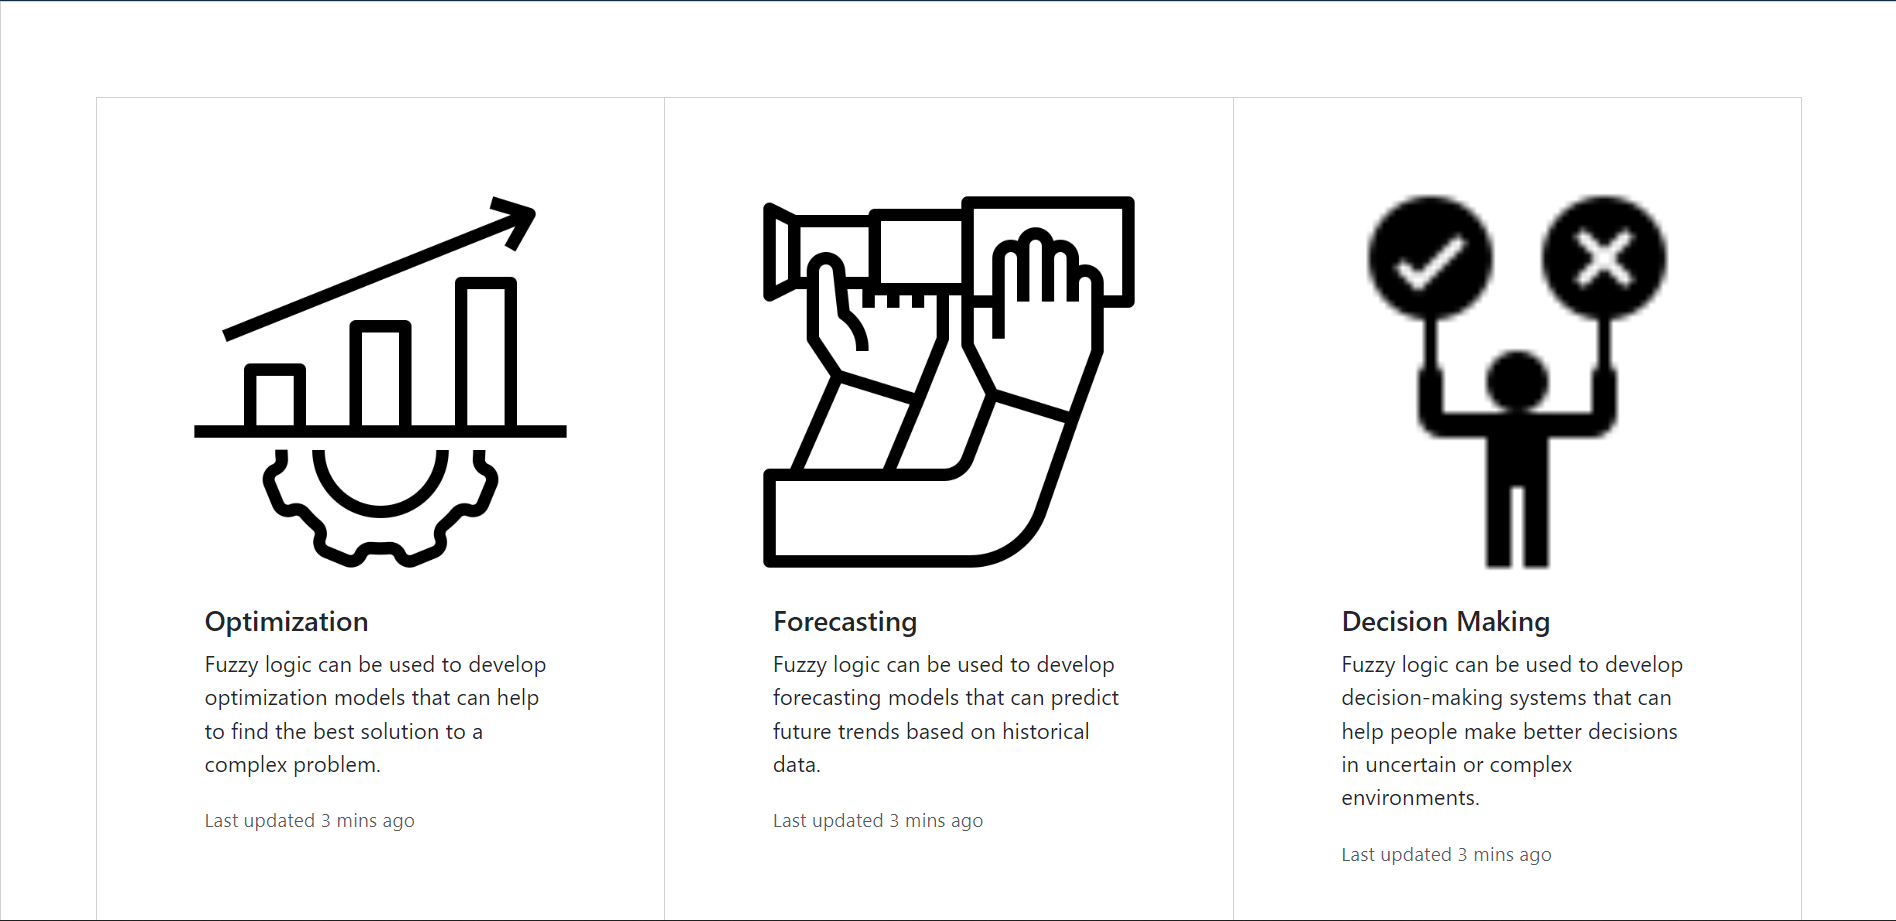 Optimization
Fuzzy logic can be used to develop
optimization models that can help
to find the best solution to a
complex problem.
Last updated 3 mins ago
Forecasting
Fuzzy logic can be used to develop
forecasting models that can predict
future trends based on historical
data.
Last updated 3 mins ago
Decision Making
Fuzzy logic can be used to develop
decision-making systems that can
help people make better decisions
in uncertain or complex
environments.
Last updated 3 mins ago